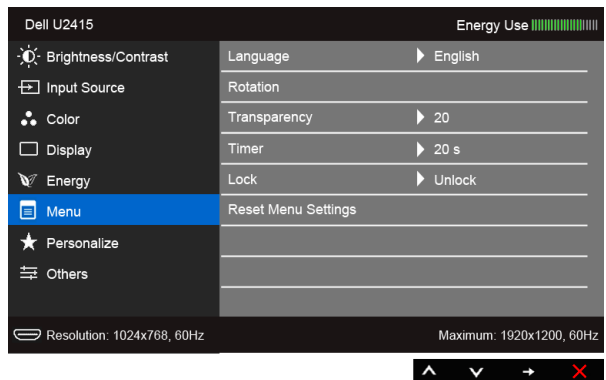 Dell U2415 Energy Use
Brightness/Contrast Language English
Input Source Rotation
Color Transparency 20
Display Timer 20 s
Energy Lock Unlock
Menu Reset Menu Settings
Personalize
Others
Resolution: 1024x768, 60Hz Maximum: 1920x1200, 60Hz